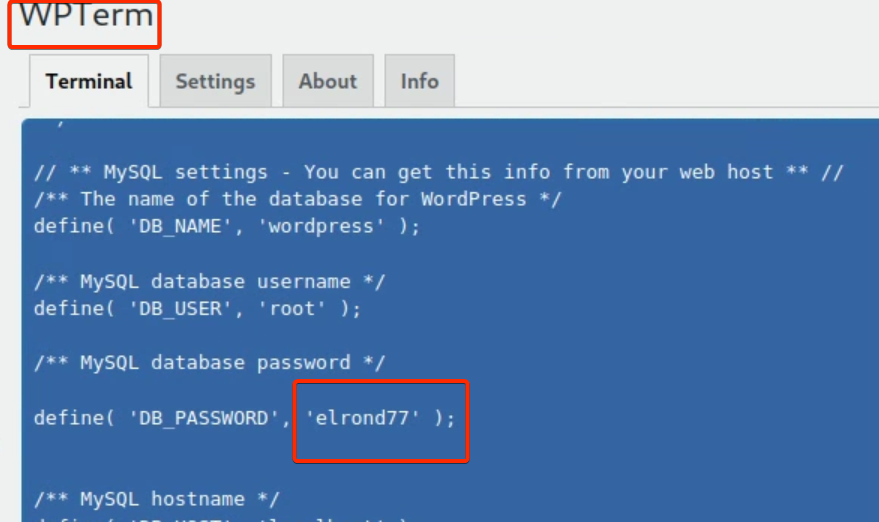 WPTerm
Terminal Settings About Info
// ** MySQL settings - You can get this info from your web host ** //
/** The name of the database for WordPress */
define( 'DB_NAME', 'wordpress' );
/** MySQL database username */
define( 'DB_USER', 'root' );
/** MySQL database password */
define( 'DB_PASSWORD', 'elrond77' );
/** MySQL hostname */